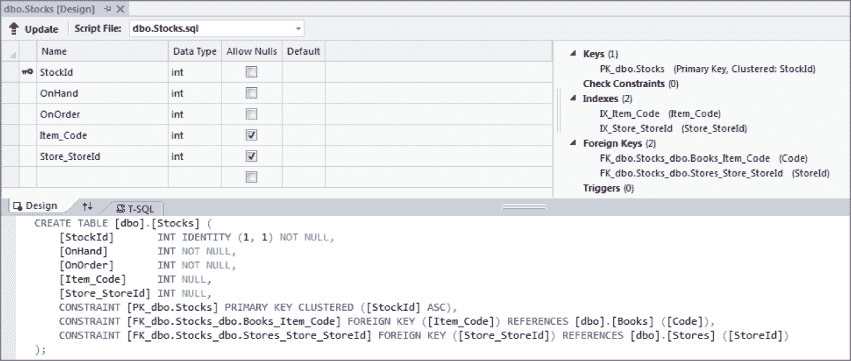 dbo.Stocks [Design]
Update Script File: dbo.Stocks.sql
Name Data Type Allow Nulls Default
StockId int
OnHand int
OnOrder int
Item_Code int
Store_StoreId int
Keys (1)
PK_dbo.Stocks (Primary Key, Clustered: StockId)
Check Constraints (0)
Indexes (2)
IX_Item_Code (Item_Code)
IX_Store_StoreId (Store_StoreId)
Foreign Keys (2)
FK_dbo.Stocks_dbo.Books_Item_Code (Code)
FK_dbo.Stocks_dbo.Stores_Store_StoreId (StoreId)
Triggers (0)
Design T-SQL
CREATE TABLE [dbo].[Stocks] (
[StockId] INT IDENTITY (1, 1) NOT NULL,
[OnHand] INT NOT NULL,
[OnOrder] INT NOT NULL,
[Item_Code] INT NULL,
[Store_StoreId] INT NULL,
CONSTRAINT [PK_dbo.Stocks] PRIMARY KEY CLUSTERED ([StockId] ASC),
CONSTRAINT [FK_dbo.Stocks_dbo.Books_Item_Code] FOREIGN KEY ([Item_Code]) REFERENCES [dbo].[Books] ([Code]),
CONSTRAINT [FK_dbo.Stocks_dbo.Stores_Store_StoreId] FOREIGN KEY ([Store_StoreId]) REFERENCES [dbo].[Stores] ([StoreId])
);